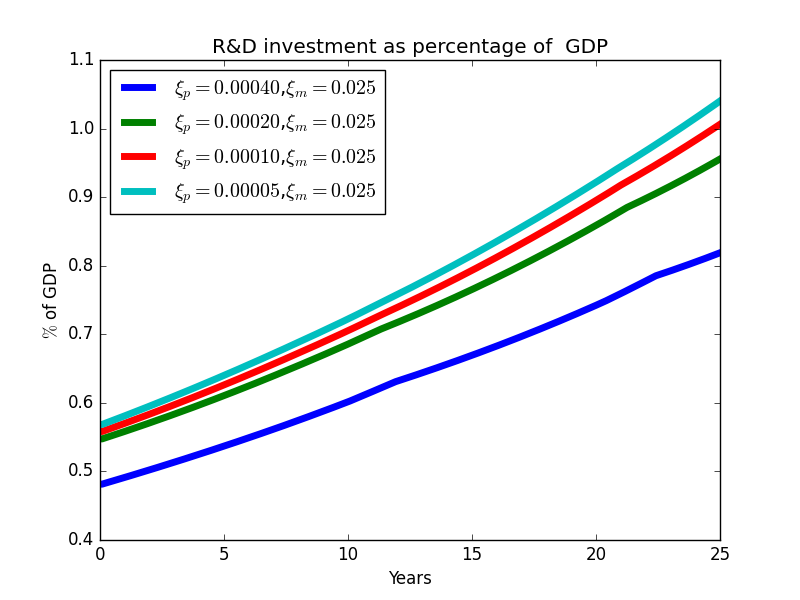 R&D investment as percentage of  GDP
ξₚ = 0.00040,ξₘ = 0.025
ξₚ = 0.00020,ξₘ = 0.025
ξₚ = 0.00010,ξₘ = 0.025
ξₚ = 0.00005,ξₘ = 0.025
1.1
1.0
0.9
0.8
0.7
0.6
0.5
0.4
% of GDP
0 5 10 15 20 25
Years